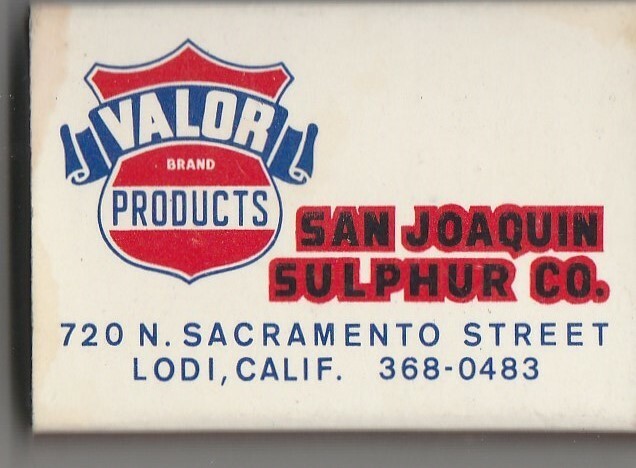 VALOR
BRAND
PRODUCTS
SAN JOAQUIN
SULPHUR CO.
720 N. SACRAMENTO STREET
LODI, CALIF. 368-0483